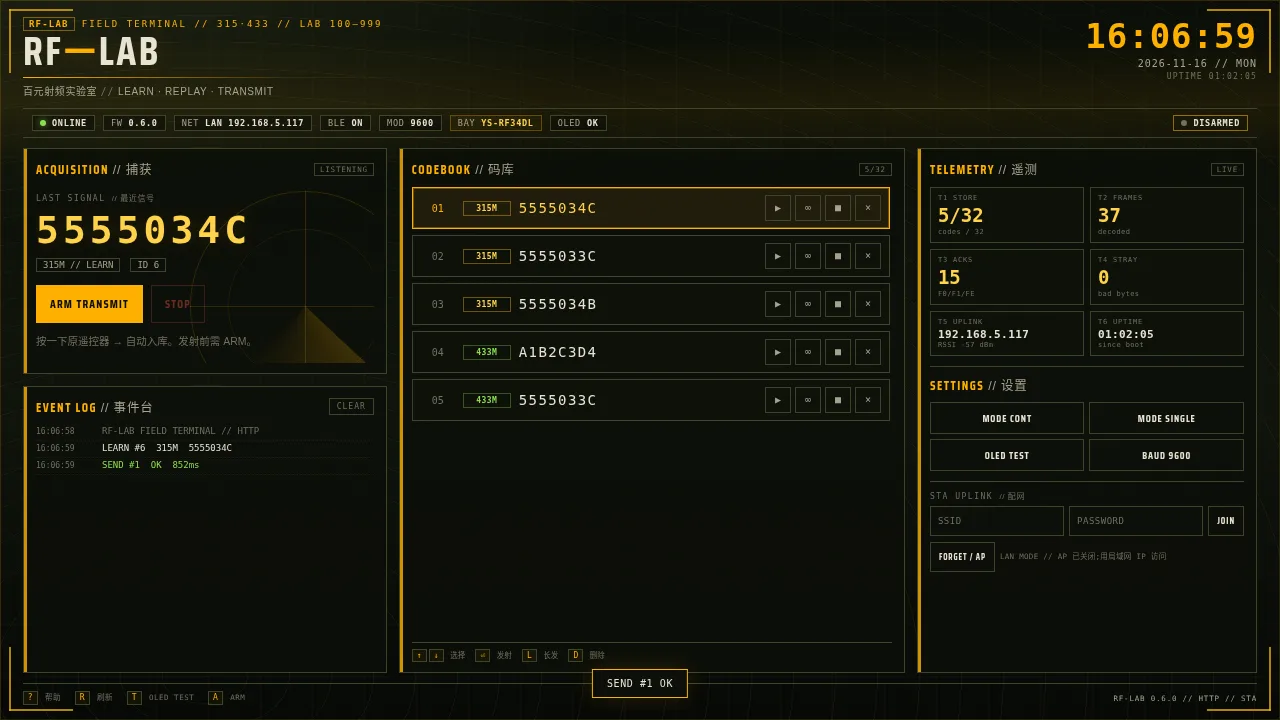 RF-LAB FIELD TERMINAL // 315·433 // LAB 100—999
RF—LAB
百元射频实验室 // LEARN · REPLAY · TRANSMIT
16:06:59
2026-11-16 // MON
UPTIME 01:02:05
ONLINE FW 0.6.0 NET LAN 192.168.5.117 BLE ON MOD 9600 BAY YS-RF34DL OLED OK DISARMED
ACQUISITION // 捕获 LISTENING
LAST SIGNAL // 最近信号
5555034C
315M // LEARN ID 6
ARM TRANSMIT STOP
按一下原遥控器 → 自动入库。发射前需 ARM。
EVENT LOG // 事件台 CLEAR
16:06:58 RF-LAB FIELD TERMINAL // HTTP
16:06:59 LEARN #6 315M 5555034C
16:06:59 SEND #1 OK 852ms
CODEBOOK // 码库 5/32
01 315M 5555034C ▶ ∞ ■ ×
02 315M 5555033C ▶ ∞ ■ ×
03 315M 5555034B ▶ ∞ ■ ×
04 433M A1B2C3D4 ▶ ∞ ■ ×
05 433M 5555033C ▶ ∞ ■ ×
↑ ↓ 选择 ⏎ 发射 L 长发 D 删除
TELEMETRY // 遥测 LIVE
T1 STORE
5/32
codes / 32
T2 FRAMES
37
decoded
T3 ACKS
15
F0/F1/FE
T4 STRAY
0
bad bytes
T5 UPLINK
192.168.5.117
RSSI -57 dBm
T6 UPTIME
01:02:05
since boot
SETTINGS // 设置
MODE CONT MODE SINGLE
OLED TEST BAUD 9600
STA UPLINK // 配网
SSID PASSWORD JOIN
FORGET / AP LAN MODE // AP 已关闭;用局域网 IP 访问
SEND #1 OK
? 帮助 R 刷新 T OLED TEST A ARM
RF-LAB 0.6.0 // HTTP // STA